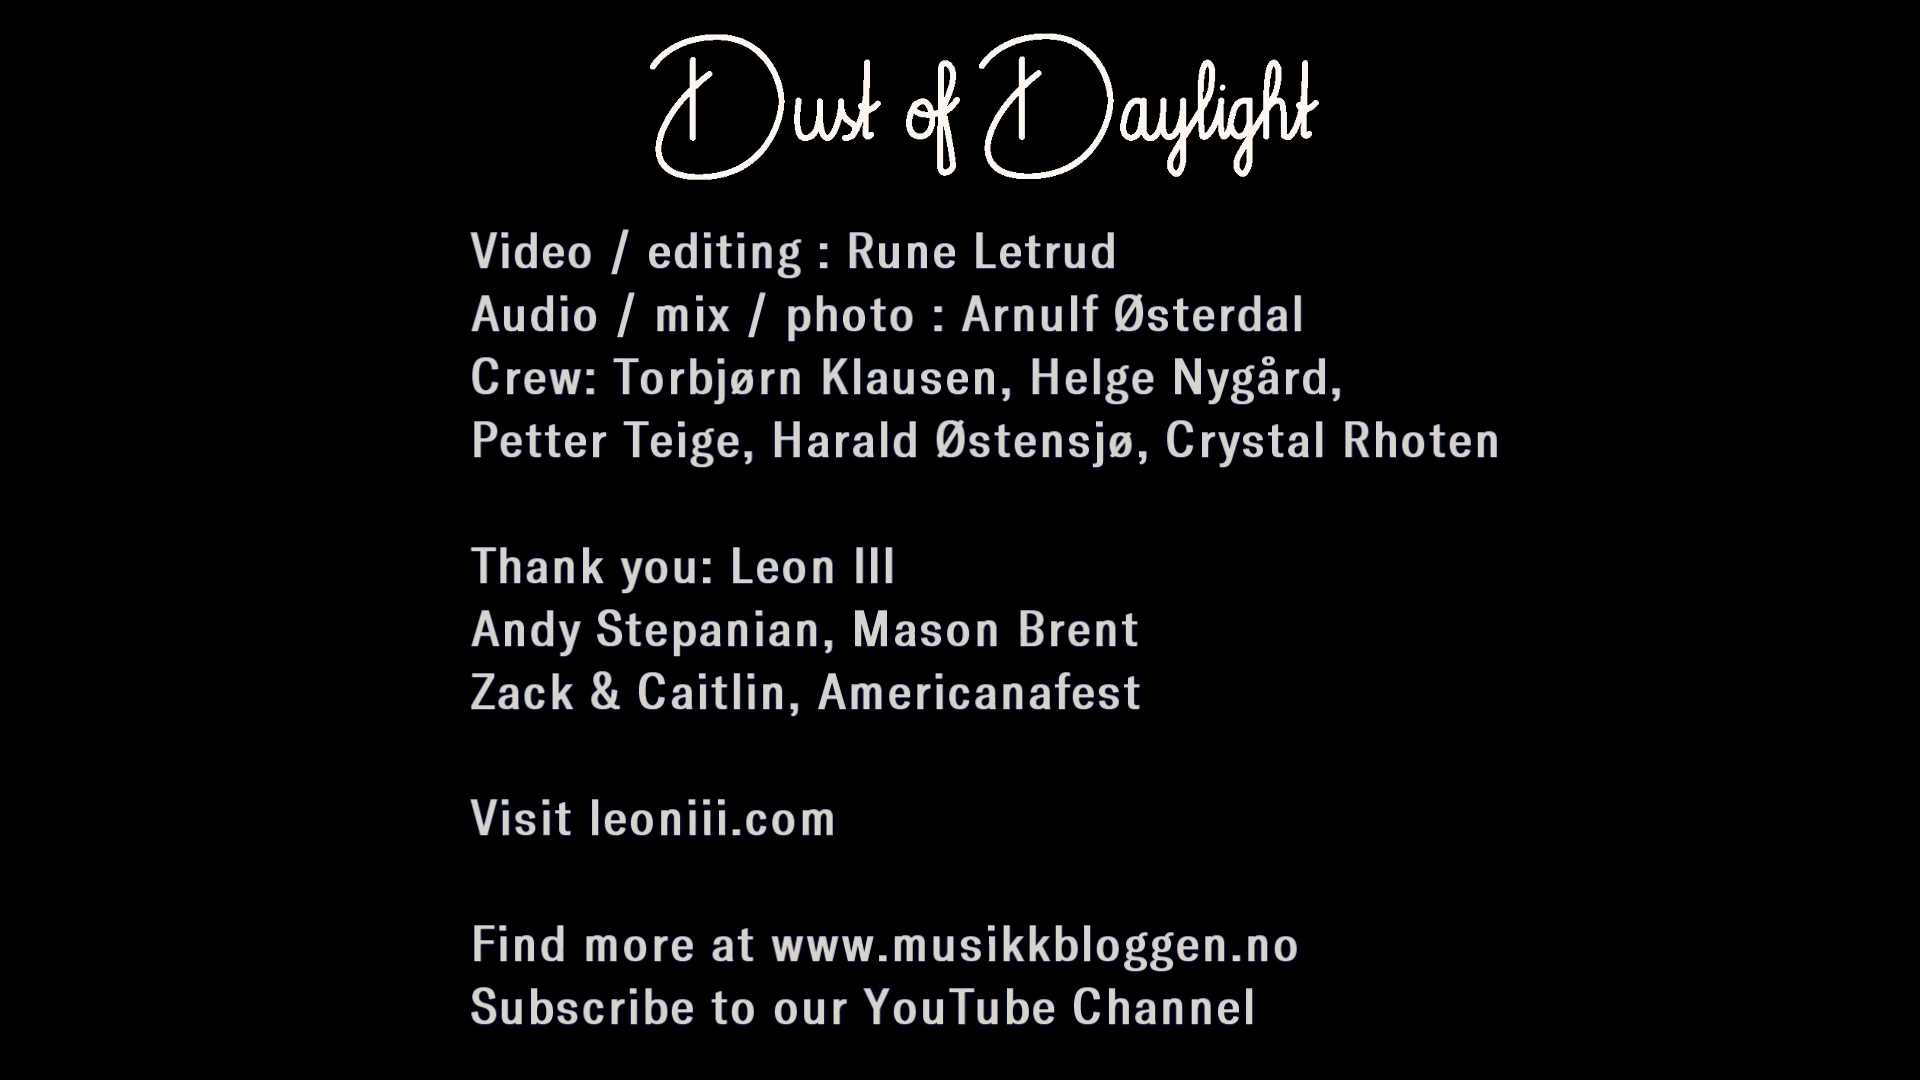 Dust of Daylight
Video / editing : Rune Letrud
Audio / mix / photo : Arnulf Østerdal
Crew: Torbjørn Klausen, Helge Nygård,
Petter Teige, Harald Østensjø, Crystal Rhoten
Thank you: Leon III
Andy Stepanian, Mason Brent
Zack & Caitlin, Americanafest
Visit leoniii.com
Find more at www.musikkbloggen.no
Subscribe to our YouTube Channel